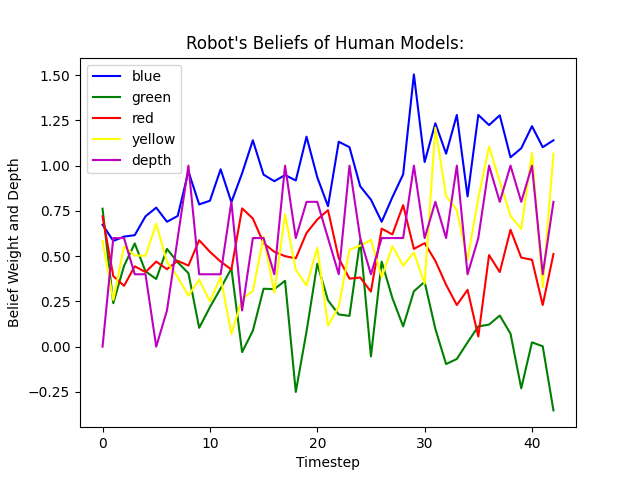 Robot's Beliefs of Human Models:
blue
green
red
yellow
depth
1.50
1.25
1.00
0.75
0.50
0.25
0.00
−0.25
Belief Weight and Depth
0 10 20 30 40
Timestep